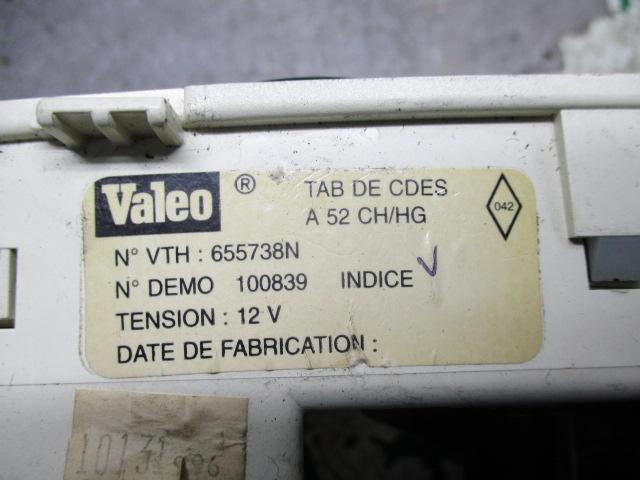 Valeo ® TAB DE CDES
A 52 CH/HG
042
N° VTH : 655738N
N° DEMO 100839 INDICE
TENSION : 12 V
DATE DE FABRICATION :